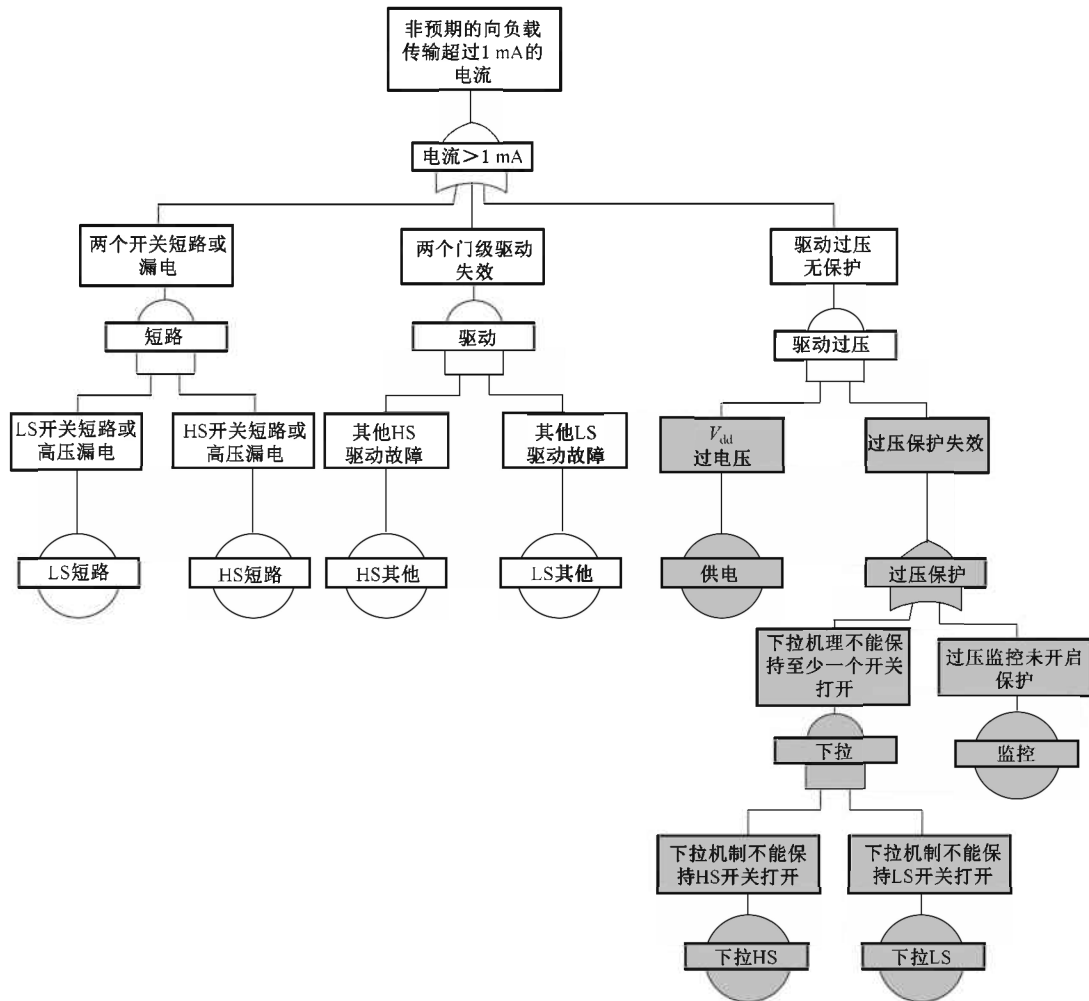 非预期的向负载
传输超过1 mA的
电流
电流＞1 mA
两个开关短路或
漏电
两个门级驱动
失效
驱动过压
无保护
短路
驱动
驱动过压
LS开关短路或
高压漏电
HS开关短路或
高压漏电
其他HS
驱动故障
其他LS
驱动故障
Vdd
过电压
过压保护失效
LS短路
HS短路
HS其他
LS其他
供电
过压保护
下拉机理不能保
持至少一个开关
打开
过压监控未开启
保护
下拉
监控
下拉机制不能保
持HS开关打开
下拉机制不能保
持LS开关打开
下拉HS
下拉LS